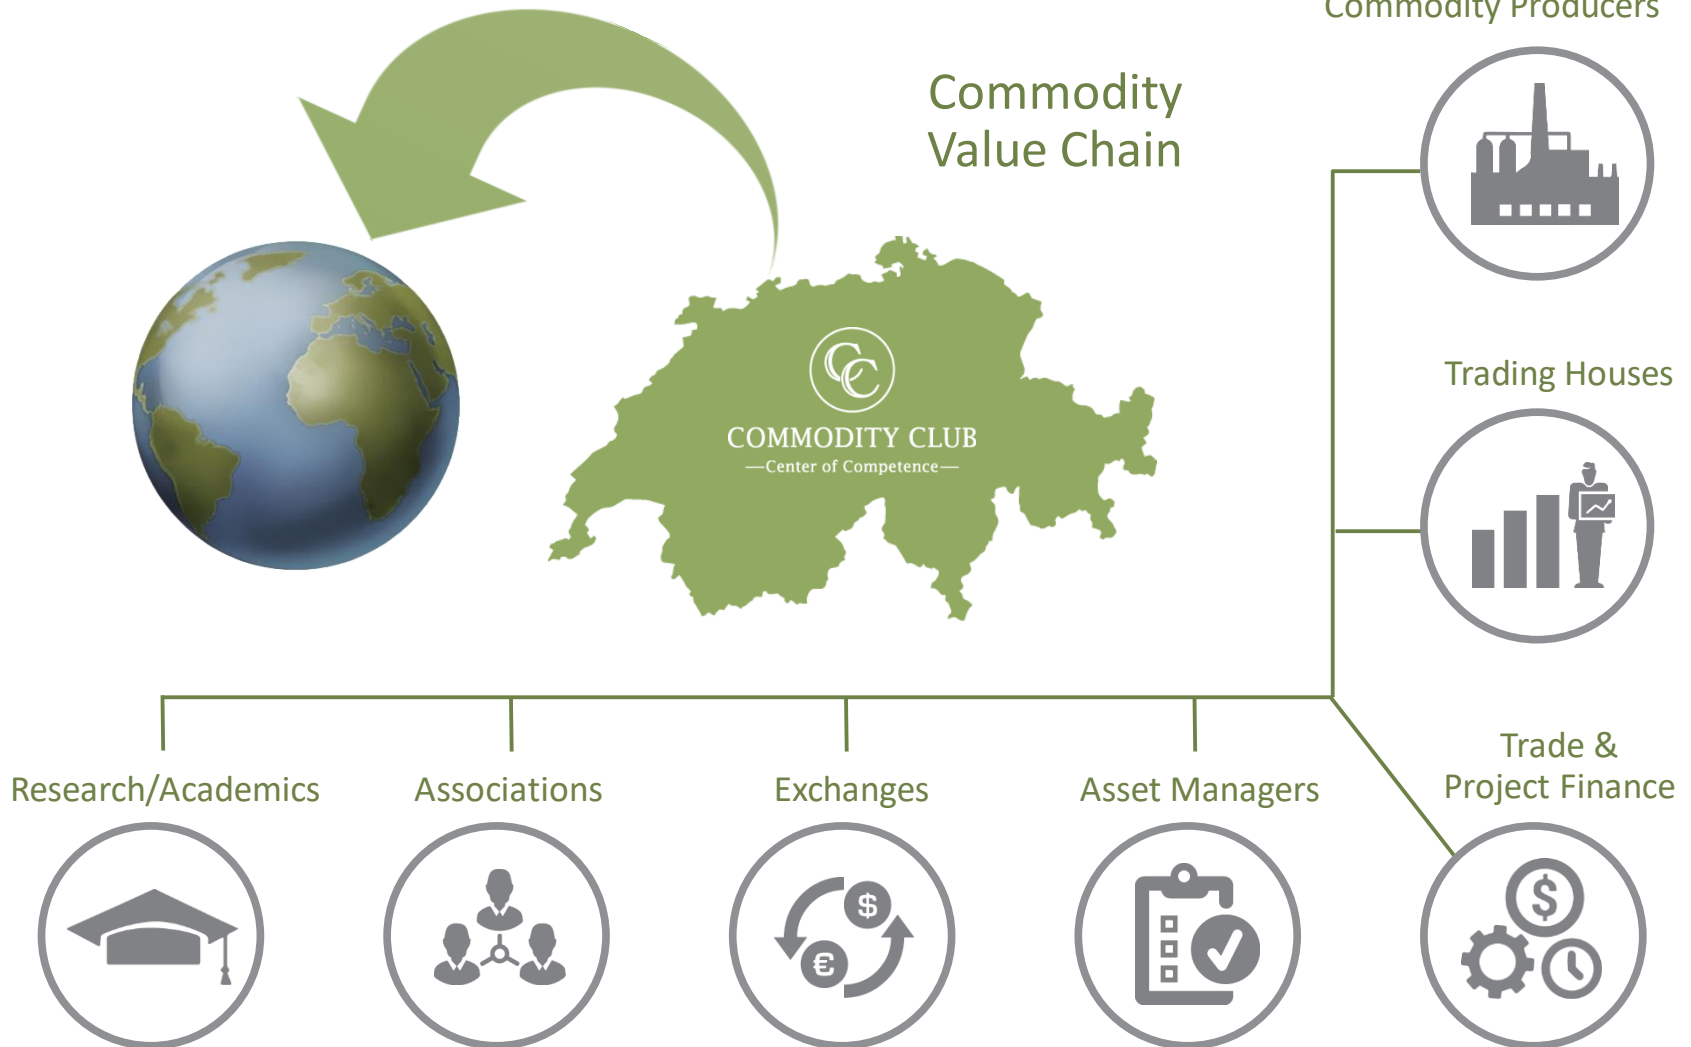 Commodity Producers
Commodity
Value Chain
CC
COMMODITY CLUB
—Center of Competence—
Trading Houses
Trade &
Project Finance
Research/Academics
Associations
Exchanges
Asset Managers
$
€
$